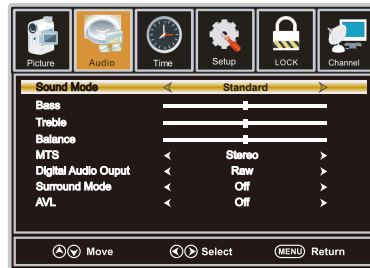 Picture Audio Time Setup LOCK Channel
Sound Mode Standard
Bass
Treble
Balance
MTS Stereo
Digital Audio Ouput Raw
Surround Mode Off
AVL Off
Move Select MENU Return